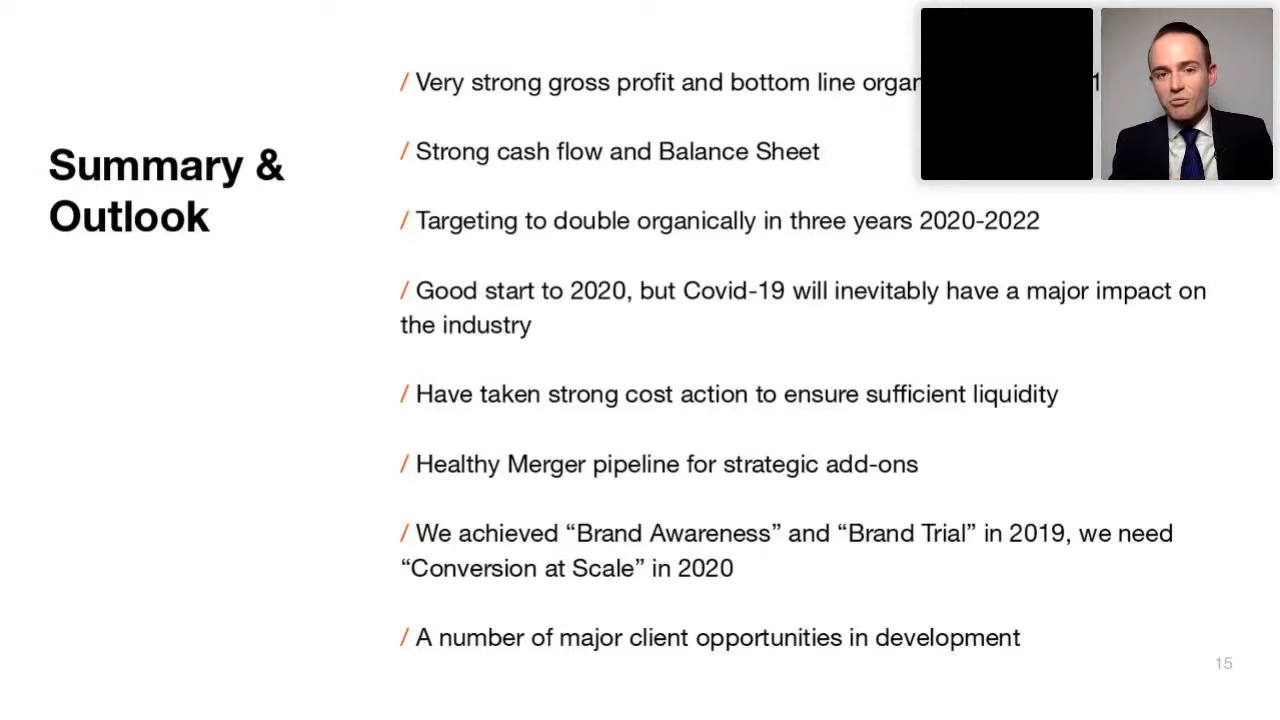 Summary &
Outlook
/ Very strong gross profit and bottom line
/ Strong cash flow and Balance Sheet
/ Targeting to double organically in three years 2020-2022
/ Good start to 2020, but Covid-19 will inevitably have a major impact on
the industry
/ Have taken strong cost action to ensure sufficient liquidity
/ Healthy Merger pipeline for strategic add-ons
/ We achieved “Brand Awareness” and “Brand Trial” in 2019, we need
“Conversion at Scale” in 2020
/ A number of major client opportunities in development
15